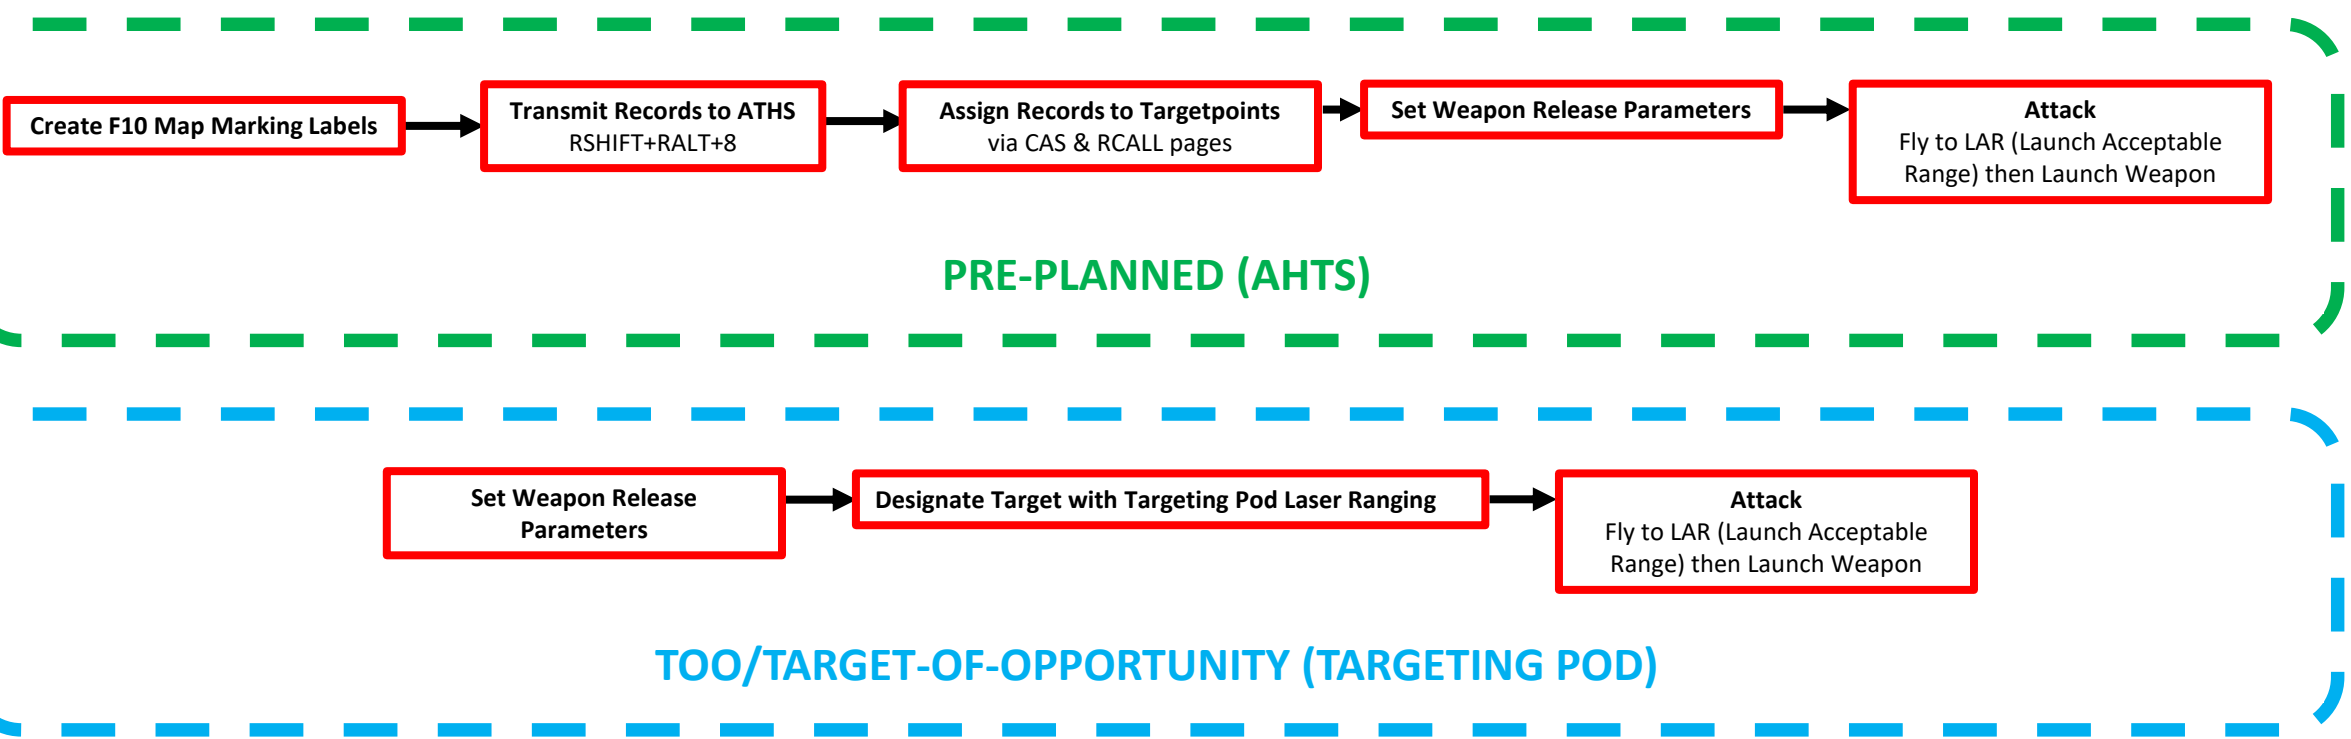 Create F10 Map Marking Labels
Transmit Records to ATHS
RSHIFT+RALT+8
Assign Records to Targetpoints
via CAS & RCALL pages
Set Weapon Release Parameters
Attack
Fly to LAR (Launch Acceptable
Range) then Launch Weapon
PRE-PLANNED (AHTS)
Set Weapon Release
Parameters
Designate Target with Targeting Pod Laser Ranging
Attack
Fly to LAR (Launch Acceptable
Range) then Launch Weapon
TOO/TARGET-OF-OPPORTUNITY (TARGETING POD)